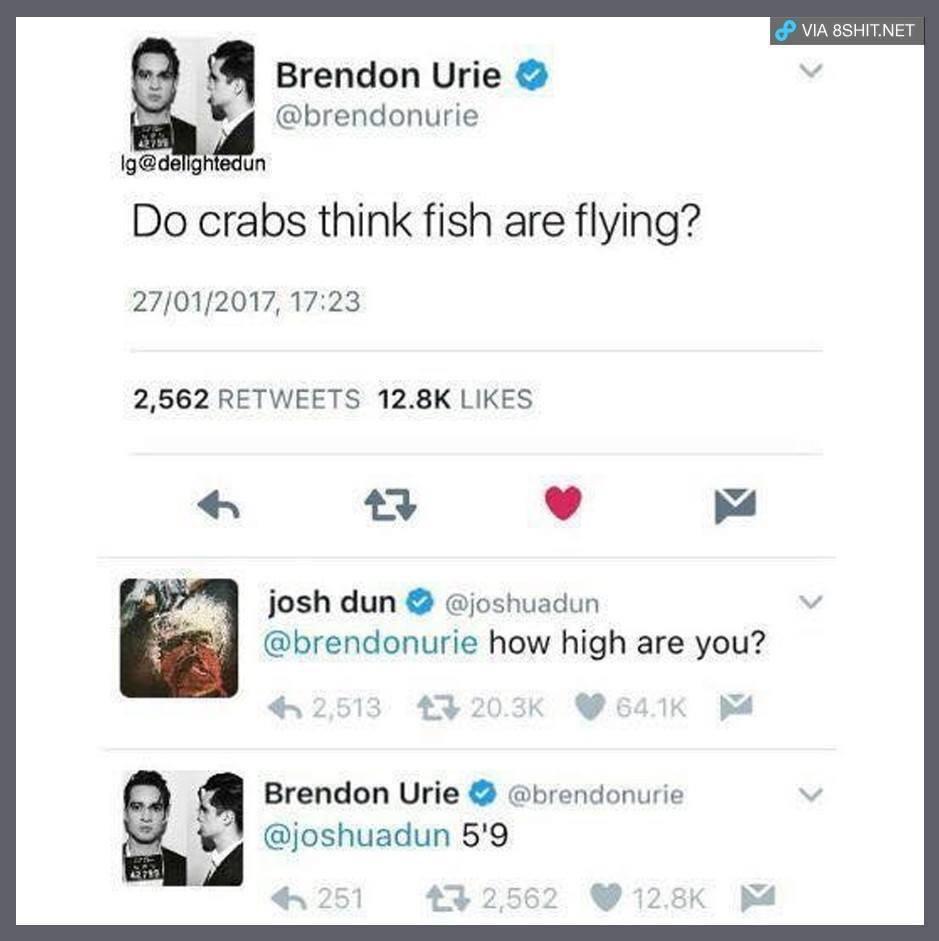 VIA 8SHIT.NET
Brendon Urie
@brendonurie
Ig@delightedun
Do crabs think fish are flying?
27/01/2017, 17:23
2,562 RETWEETS 12.8K LIKES
josh dun @joshuadun
@brendonurie how high are you?
2,513 20.3K 64.1K
Brendon Urie @brendonurie
@joshuadun 5'9
251 2,562 12.8K